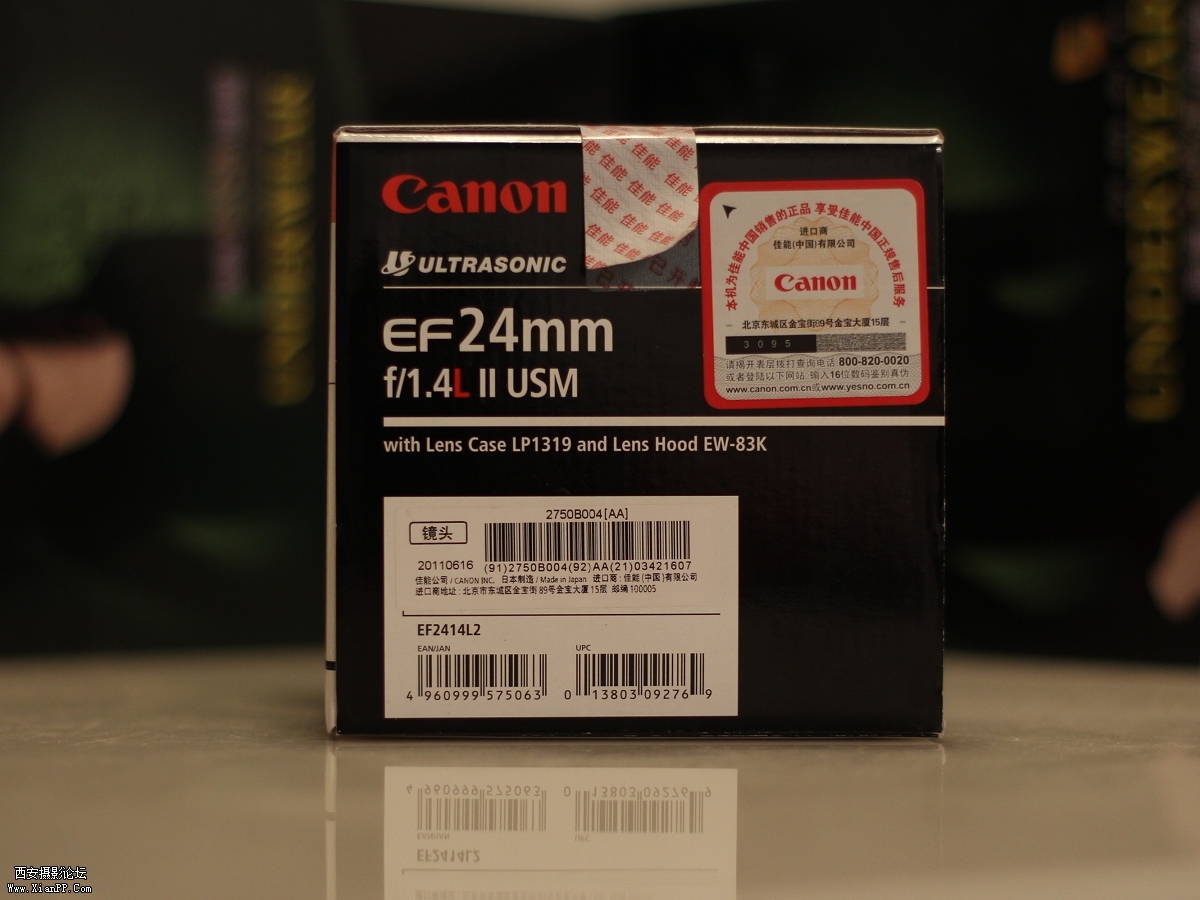 Canon
ULTRASONIC
EF24mm
f/1.4L II USM
with Lens Case LP1319 and Lens Hood EW-83K
佳能 佳能 佳能
已开
本机为佳能中国销售的正品 享受佳能中国正规售后服务
进口商
佳能(中国)有限公司
Canon
北京东城区金宝街89号金宝大厦15层
3095
请揭开表层拨打查询电话 800-820-0020
或者登陆以下网站 输入16位数码鉴别真伪
www.canon.com.cn或www.yesno.com.cn
2750B004[AA]
镜头
20110616 (91)2750B004(92)AA(21)03421607
佳能公司 / CANON INC. 日本制造 / Made in Japan 进口商 : 佳能 (中国)有限公司
进口商地址 : 北京市东城区金宝街 89号金宝大厦 15层 邮编 100005
EF2414L2
EAN/JAN
4 960999 575063
UPC
0 13803 09276 9
UNDERWEAR
西安摄影论坛
Www.XianPP.Com